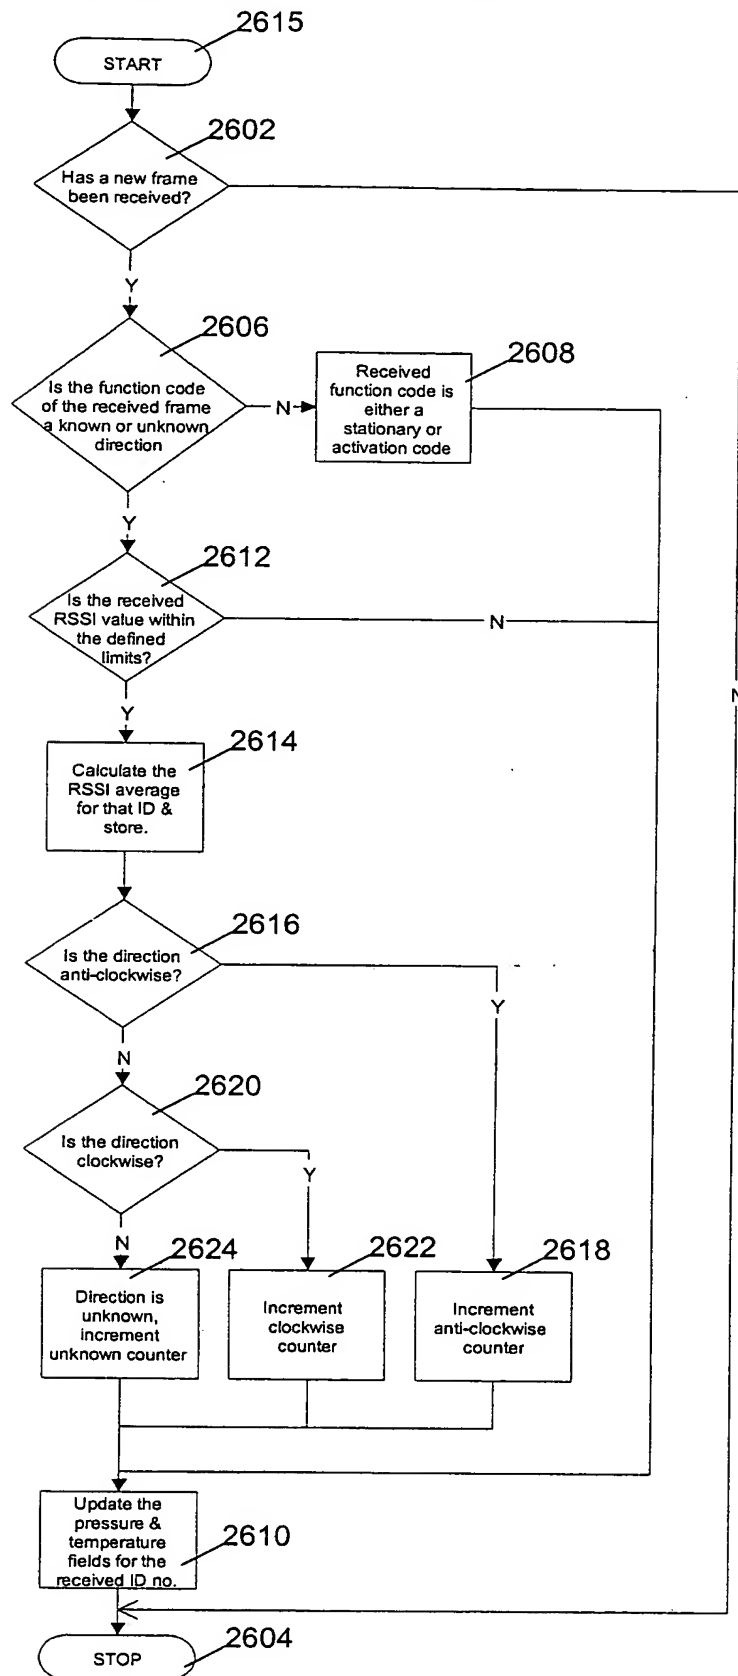 2615
START
2602
Has a new frame
been received?
Y
2606
Is the function code
of the received frame
a known or unknown
direction
N
2608
Received
function code is
either a
stationary or
activation code
Y
2612
Is the received
RSSI value within
the defined
limits?
N
N
Y
2614
Calculate the
RSSI average
for that ID &
store.
2616
Is the direction
anti-clockwise?
Y
N
2620
Is the direction
clockwise?
Y
N
2624
Direction is
unknown,
increment
unknown counter
2622
Increment
clockwise
counter
2618
Increment
anti-clockwise
counter
Update the
pressure &
temperature
fields for the
received ID no.
2610
2604
STOP